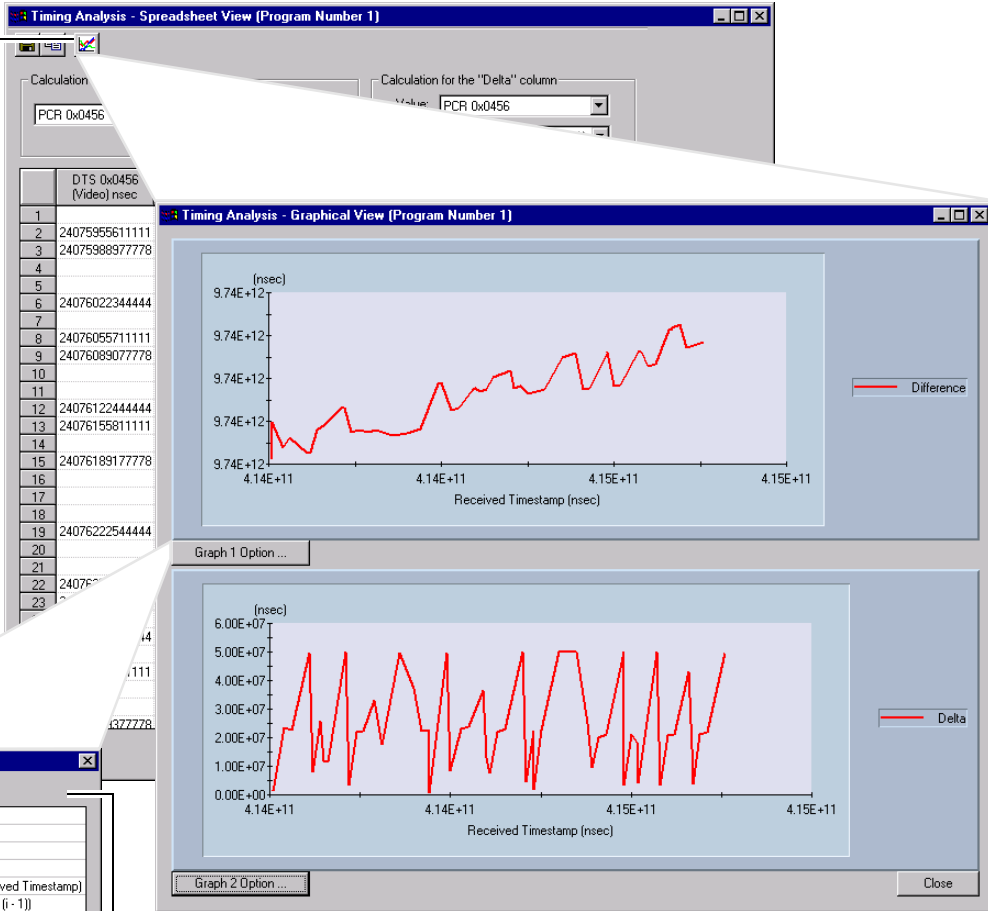 Timing Analysis - Spreadsheet View (Program Number 1)
Calculation
Calculation for the "Delta" column
PCR 0x0456
Value: PCR 0x0456
DTS 0x0456
(Video) nsec
1
2 24075955611111
3 24075988977778
4
5
6 24076022344444
7
8 24076055711111
9 24076089077778
10
11
12 24076122444444
13 24076155811111
14
15 24076189177778
16
17
18
19 24076222544444
20
21
22 24076
23
44
1111
377778
Timing Analysis - Graphical View (Program Number 1)
(nsec)
9.74E+12
9.74E+12
9.74E+12
9.74E+12
9.74E+12
4.14E+11 4.14E+11 4.15E+11 4.15E+11
Received Timestamp (nsec)
Difference
Graph 1 Option ...
(nsec)
6.00E+07
5.00E+07
4.00E+07
3.00E+07
2.00E+07
1.00E+07
0.00E+00
4.14E+11 4.14E+11 4.15E+11 4.15E+11
Received Timestamp (nsec)
Delta
Graph 2 Option ...
Close
ved Timestamp)
(i - 1))